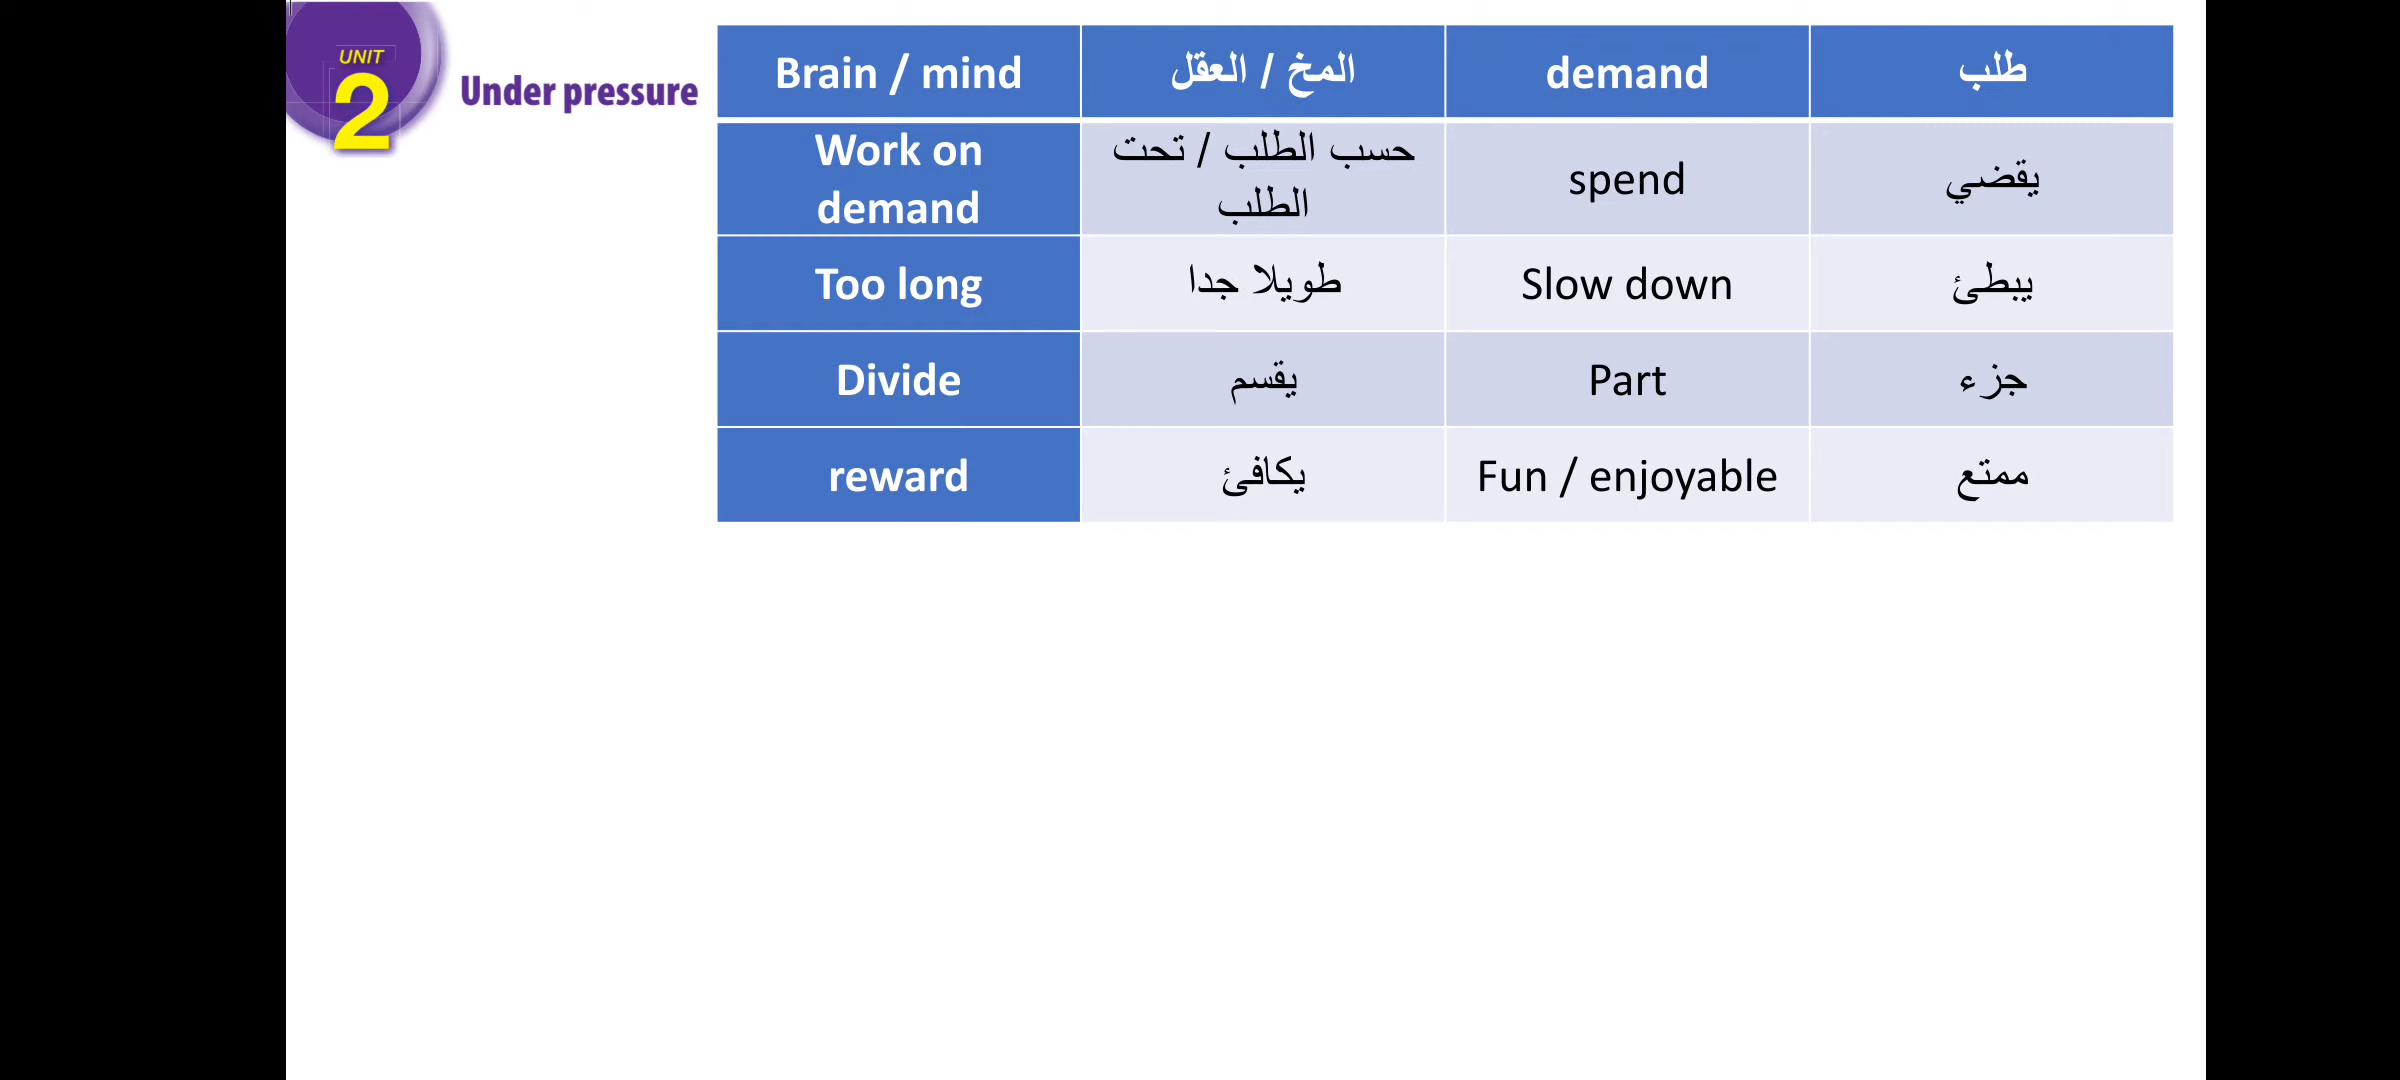 UNIT
2
Under pressure
Brain / mind
المخ / العقل
demand
طلب
Work on
demand
حسب الطلب / تحت
الطلب
spend
يقضي
Too long
طويلا جدا
Slow down
يبطئ
Divide
يقسم
Part
جزء
reward
يكافئ
Fun / enjoyable
ممتع